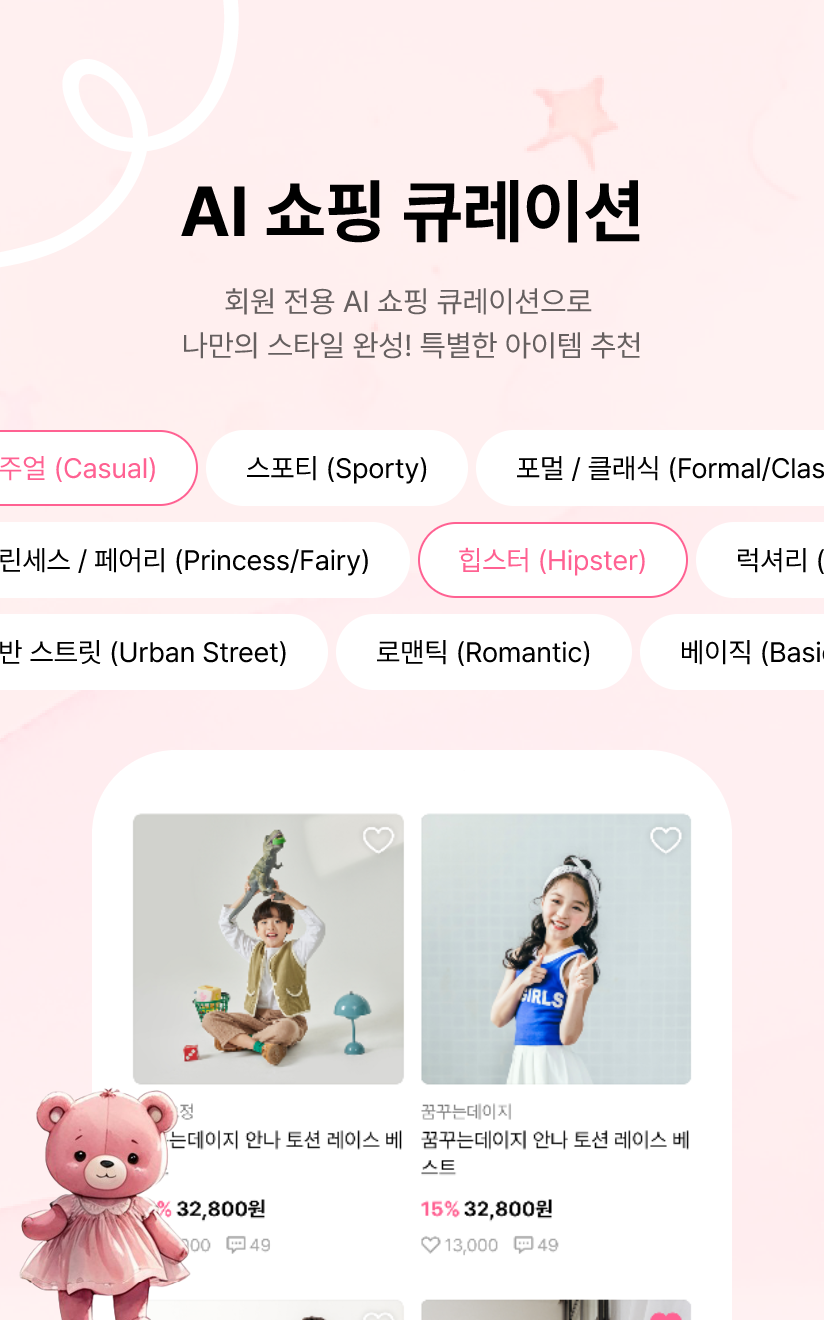 AI 쇼핑 큐레이션
회원 전용 AI 쇼핑 큐레이션으로
나만의 스타일 완성! 특별한 아이템 추천
주얼 (Casual)
스포티 (Sporty)
포멀 / 클래식 (Formal/Clas
린세스 / 페어리 (Princess/Fairy)
힙스터 (Hipster)
럭셔리 (
반 스트릿 (Urban Street)
로맨틱 (Romantic)
베이직 (Basic
GIRLS
정
꿈꾸는데이지
는데이지 안나 토션 레이스 베
꿈꾸는데이지 안나 토션 레이스 베
스트
% 32,800원
15% 32,800원
000
49
13,000
49